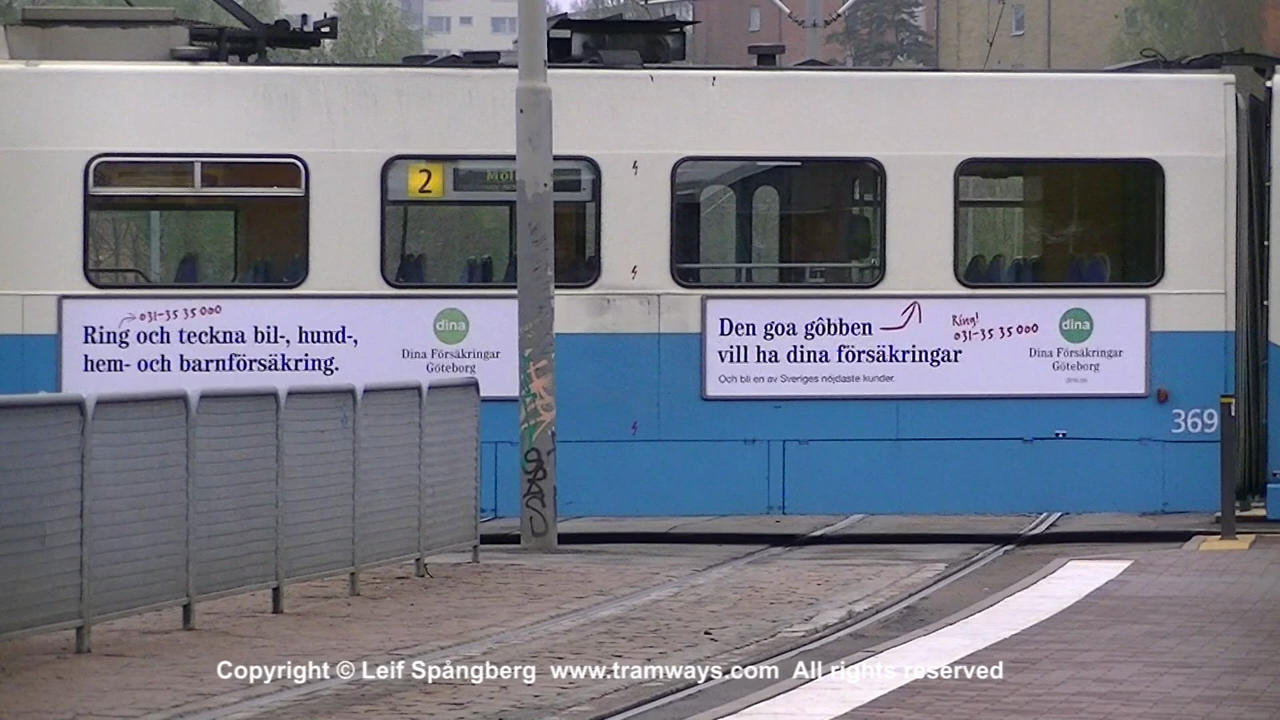 2
Möl
031-35 35 000
Ring och teckna bil-, hund-,
hem- och barnförsäkring.
dina
Dina Försäkringar
Göteborg
Den goa gôbben
vill ha dina försäkringar
Och bli en av Sveriges nöjdaste kunder.
Ring!
031-35 35 000
dina
Dina Försäkringar
Göteborg
369
Copyright © Leif Spångberg www.tramways.com All rights reserved